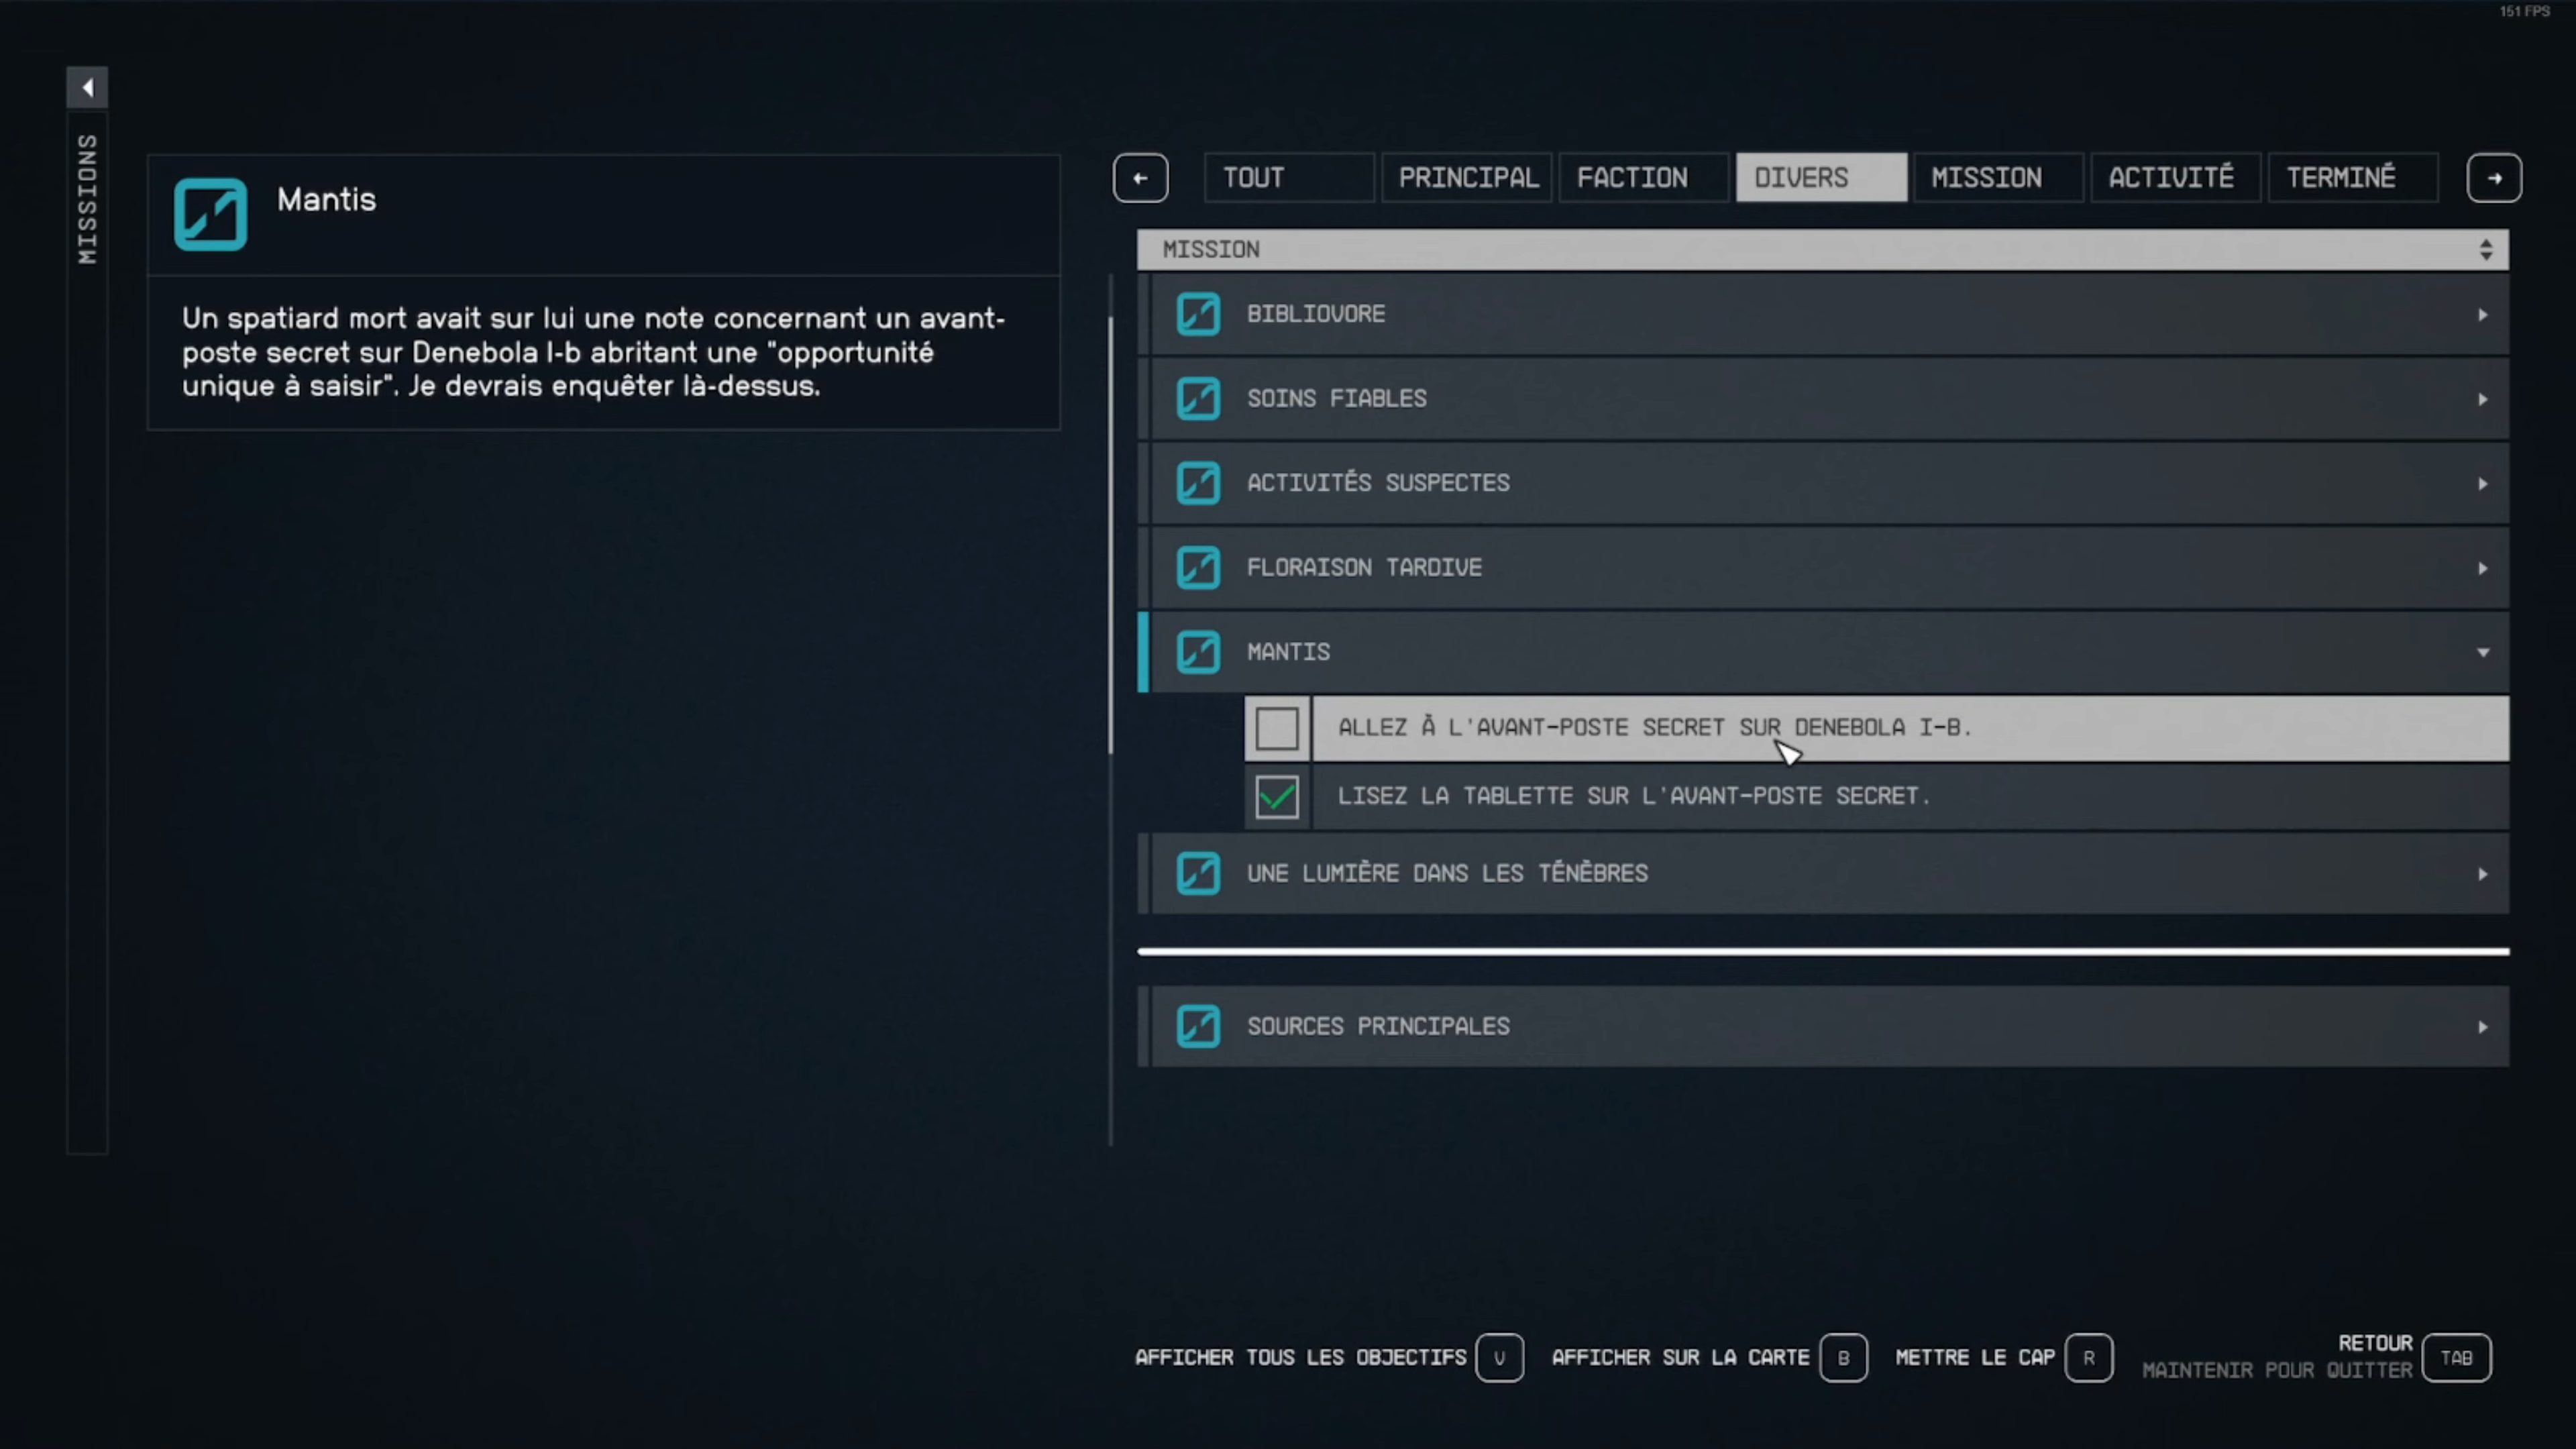 151 FPS
MISSIONS
Mantis
Un spatiard mort avait sur lui une note concernant un avant-
poste secret sur Denebola I-b abritant une "opportunité
unique à saisir". Je devrais enquêter là-dessus.
TOUT
PRINCIPAL
FACTION
DIVERS
MISSION
ACTIVITÉ
TERMINÉ
MISSION
BIBLIOVORE
SOINS FIABLES
ACTIVITÉS SUSPECTES
FLORAISON TARDIVE
MANTIS
ALLEZ À L'AVANT-POSTE SECRET SUR DENEBOLA I-B.
LISEZ LA TABLETTE SUR L'AVANT-POSTE SECRET.
UNE LUMIÈRE DANS LES TÉNÈBRES
SOURCES PRINCIPALES
AFFICHER TOUS LES OBJECTIFS V
AFFICHER SUR LA CARTE B
METTRE LE CAP R
RETOUR
MAINTENIR POUR QUITTER
TAB